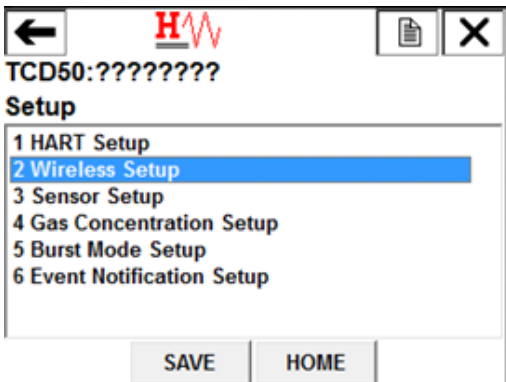 H
TCD50:????????
Setup
1 HART Setup
2 Wireless Setup
3 Sensor Setup
4 Gas Concentration Setup
5 Burst Mode Setup
6 Event Notification Setup
SAVE HOME